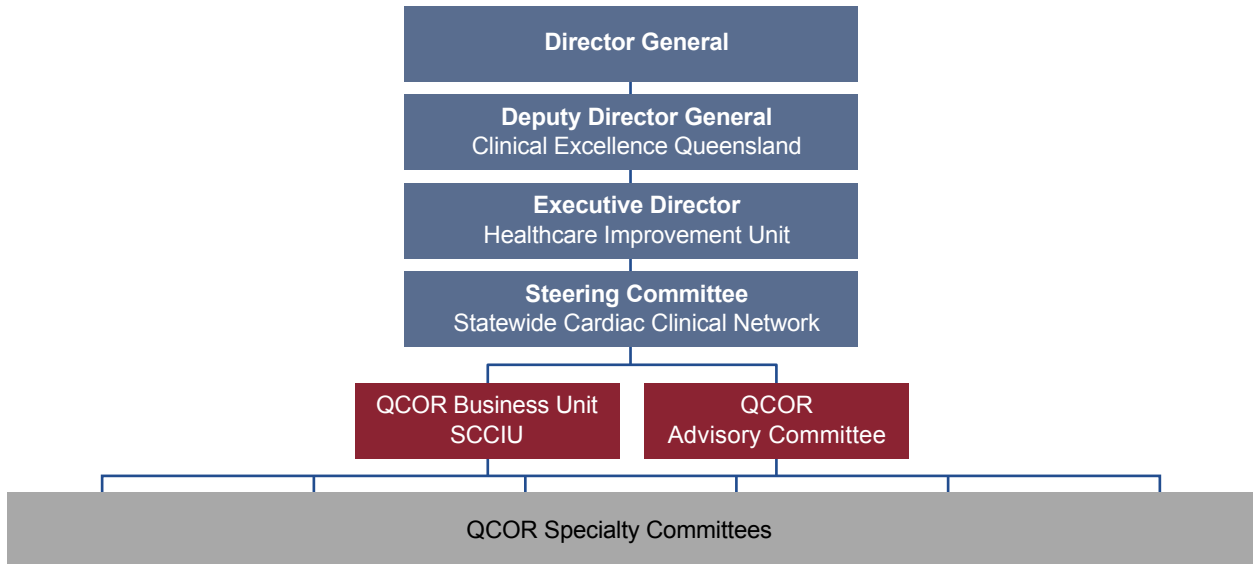 Director General
Deputy Director General
Clinical Excellence Queensland
Executive Director
Healthcare Improvement Unit
Steering Committee
Statewide Cardiac Clinical Network
QCOR Business Unit
SCCIU
QCOR
Advisory Committee
QCOR Specialty Committees